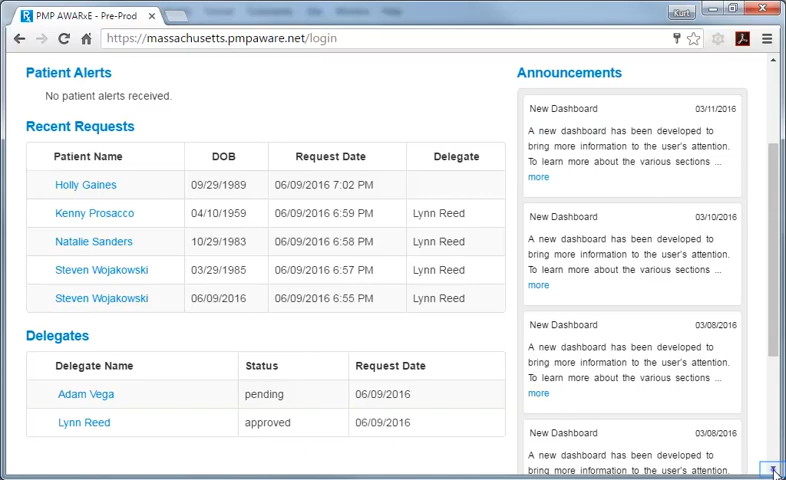 PMP AWARxE - Pre-Prod
Kurt
https://massachusetts.pmpaware.net/login
Patient Alerts
No patient alerts received.
Recent Requests
Patient Name DOB Request Date Delegate
Holly Gaines 09/29/1989 06/09/2016 7:02 PM
Kenny Prosacco 04/10/1959 06/09/2016 6:59 PM Lynn Reed
Natalie Sanders 10/29/1983 06/09/2016 6:58 PM Lynn Reed
Steven Wojakowski 03/29/1985 06/09/2016 6:57 PM Lynn Reed
Steven Wojakowski 06/09/2016 06/09/2016 6:55 PM Lynn Reed
Delegates
Delegate Name Status Request Date
Adam Vega pending 06/09/2016
Lynn Reed approved 06/09/2016
Announcements
New Dashboard 03/11/2016
A new dashboard has been developed to
bring more information to the user's attention.
To learn more about the various sections ...
more
New Dashboard 03/10/2016
A new dashboard has been developed to
bring more information to the user's attention.
To learn more about the various sections ...
more
New Dashboard 03/08/2016
A new dashboard has been developed to
bring more information to the user's attention.
To learn more about the various sections ...
more
New Dashboard 03/08/2016
A new dashboard has been developed to
bring more information to the user's attention.